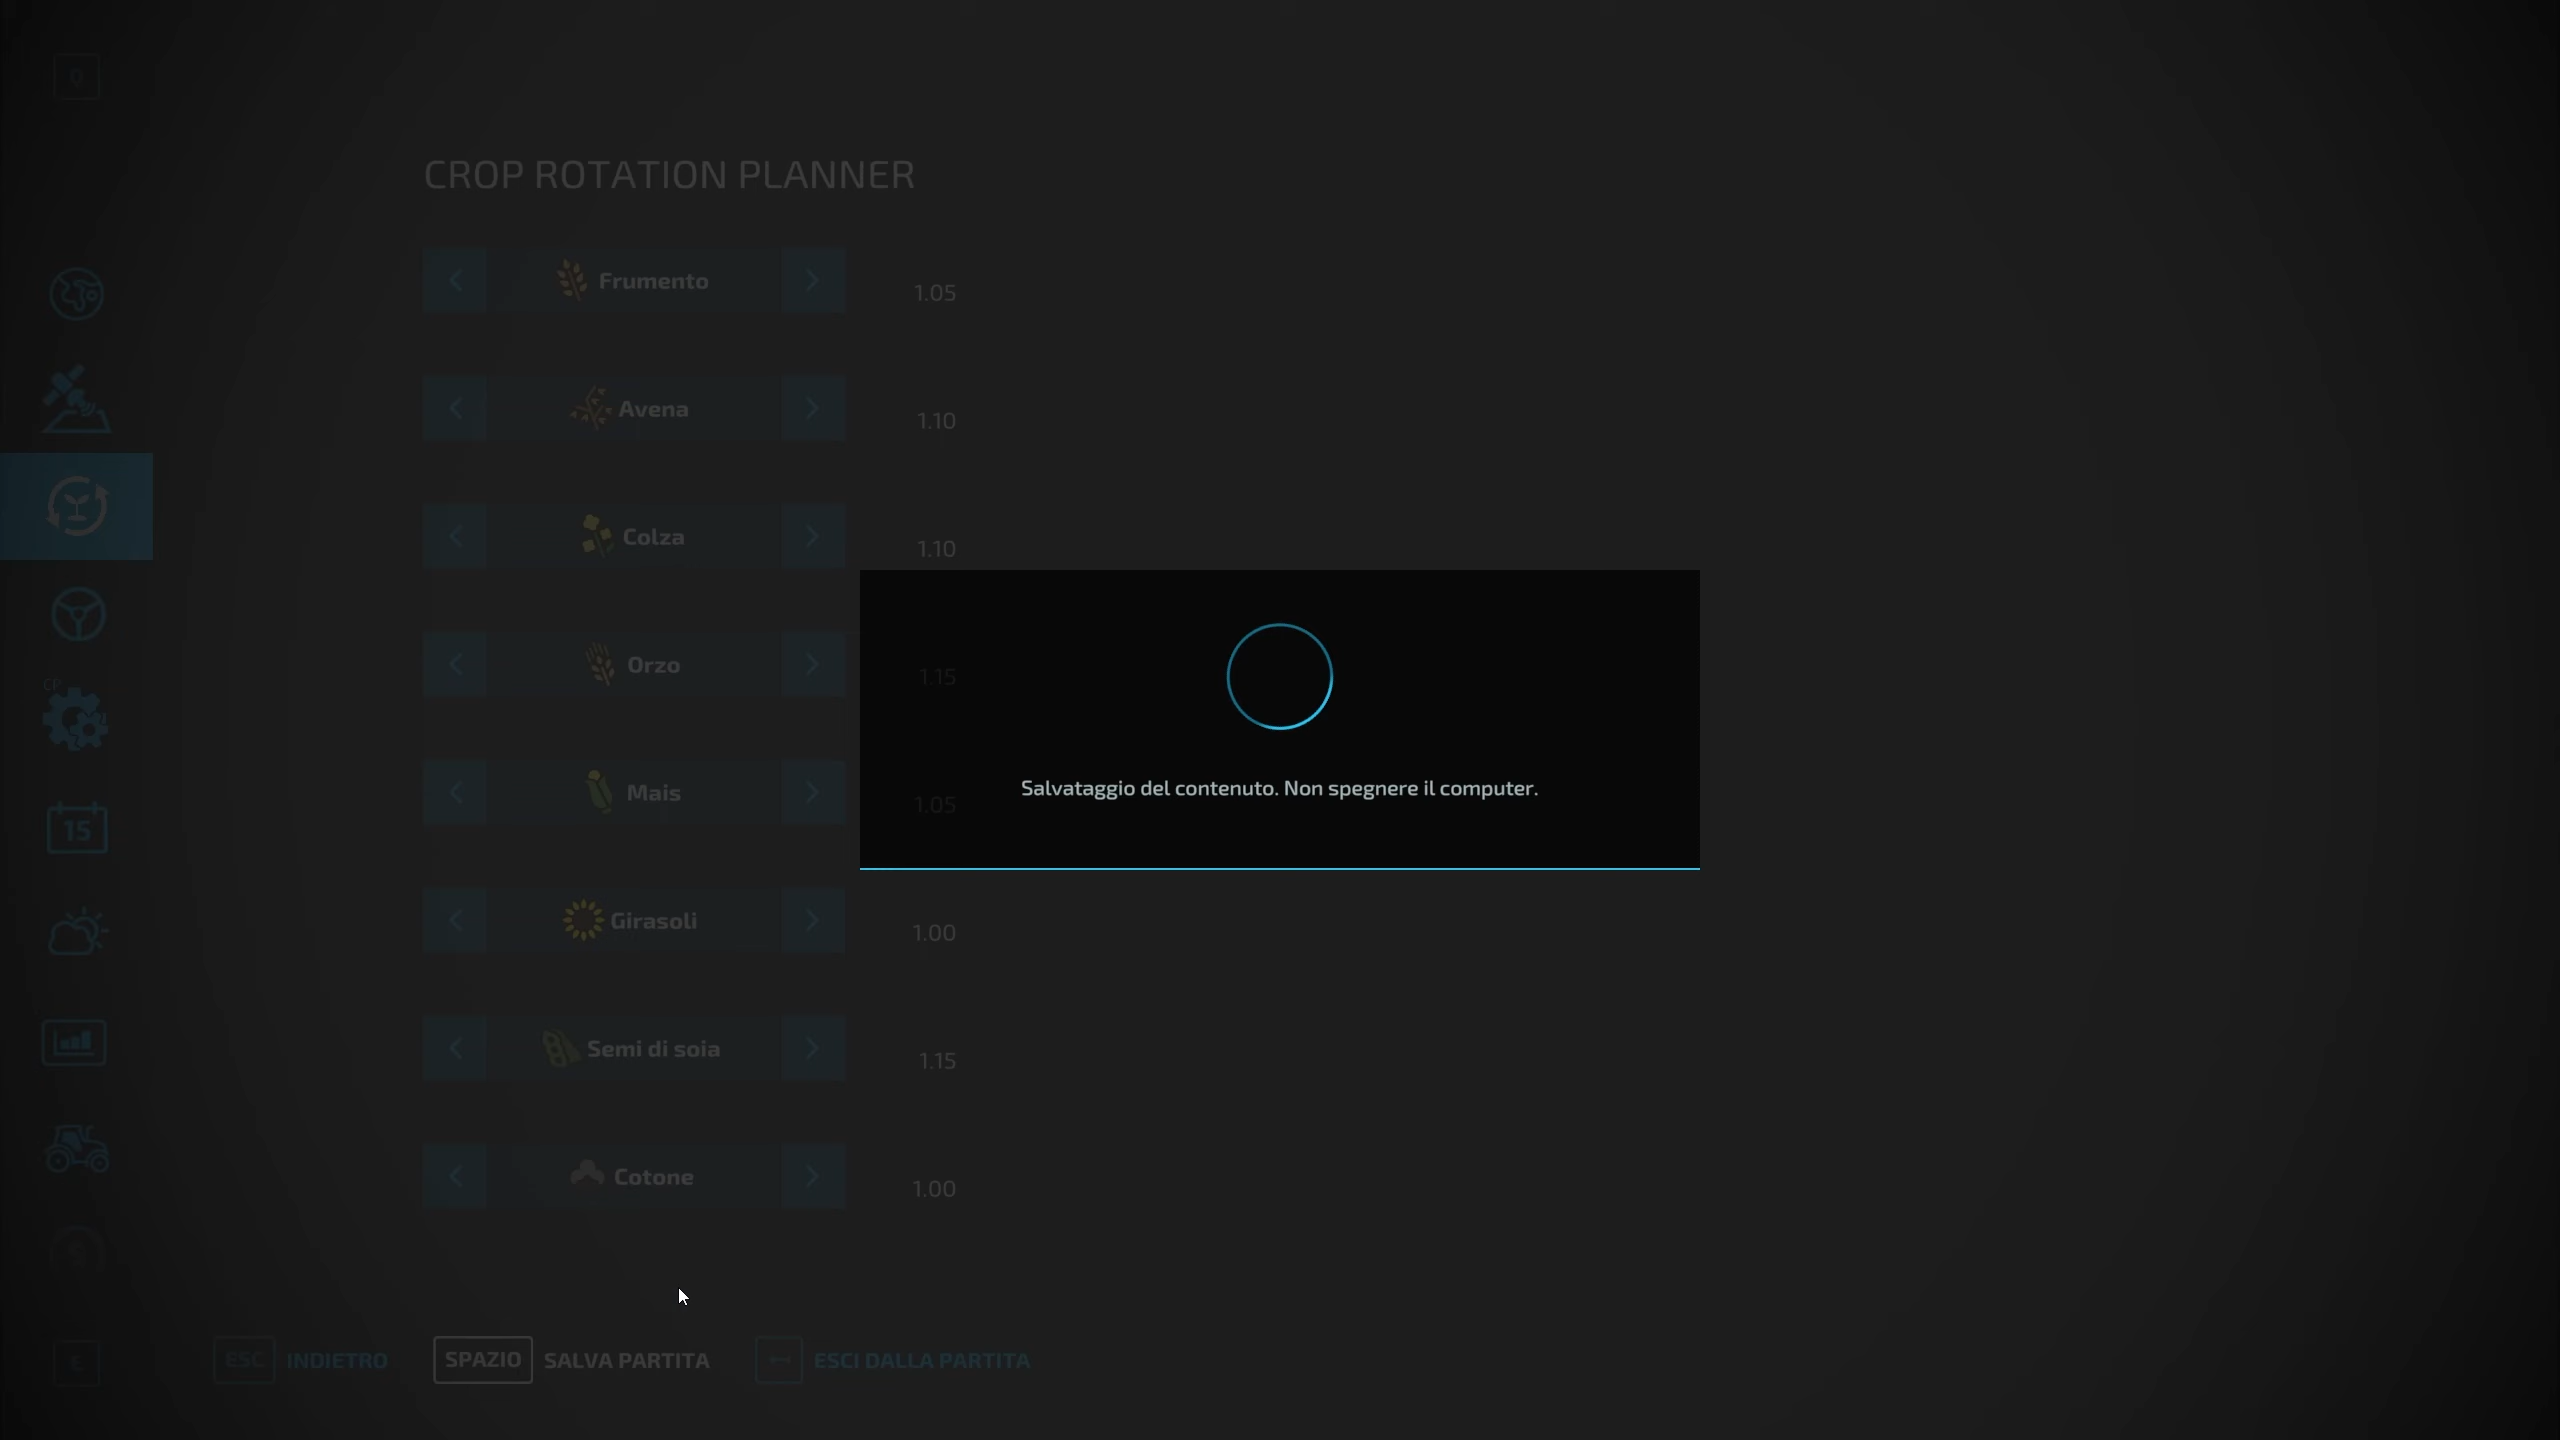 Q
CROP ROTATION PLANNER
Frumento 1.05
Avena 1.10
Colza 1.10
Orzo 1.15
CP
Mais 1.05
15
Girasoli 1.00
Semi di soia 1.15
Cotone 1.00
Salvataggio del contenuto. Non spegnere il computer.
E
ESC INDIETRO SPAZIO SALVA PARTITA ESCI DALLA PARTITA